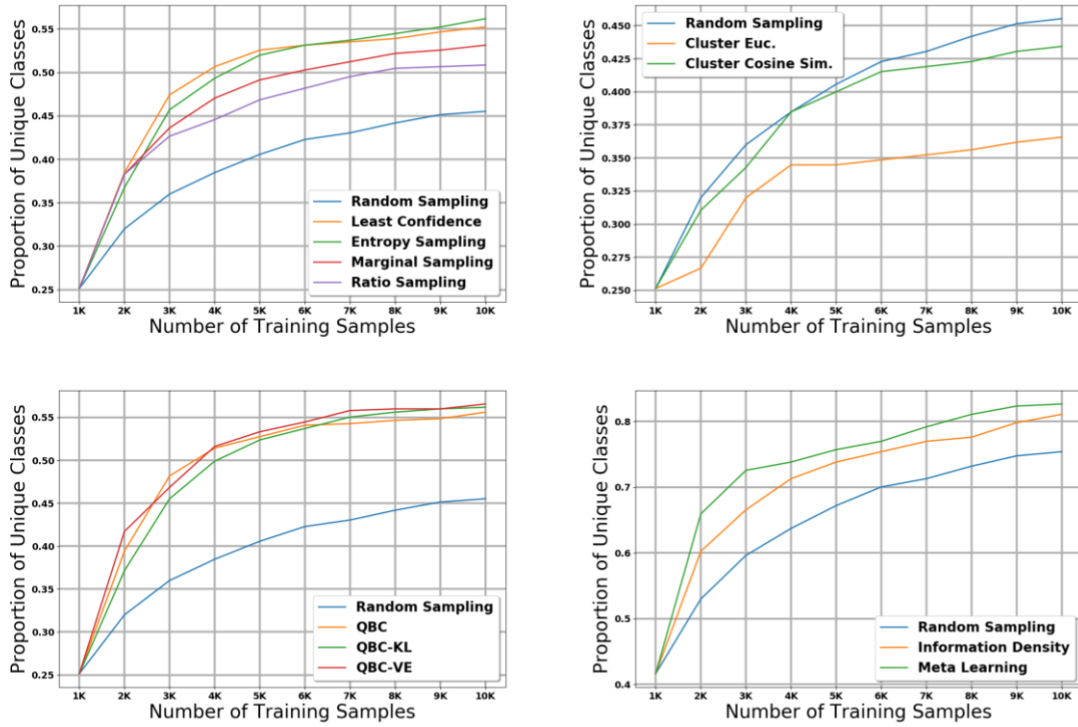 Proportion of Unique Classes
0.55
0.50
0.45
0.40
0.35
0.30
0.25
Random Sampling
Least Confidence
Entropy Sampling
Marginal Sampling
Ratio Sampling
1K 2K 3K 4K 5K 6K 7K 8K 9K 10K
Number of Training Samples
Proportion of Unique Classes
0.450
0.425
0.400
0.375
0.350
0.325
0.300
0.275
0.250
Random Sampling
Cluster Euc.
Cluster Cosine Sim.
1K 2K 3K 4K 5K 6K 7K 8K 9K 10K
Number of Training Samples
Proportion of Unique Classes
0.55
0.50
0.45
0.40
0.35
0.30
0.25
Random Sampling
QBC
QBC-KL
QBC-VE
1K 2K 3K 4K 5K 6K 7K 8K 9K 10K
Number of Training Samples
Proportion of Unique Classes
0.8
0.7
0.6
0.5
0.4
Random Sampling
Information Density
Meta Learning
1K 2K 3K 4K 5K 6K 7K 8K 9K 10K
Number of Training Samples